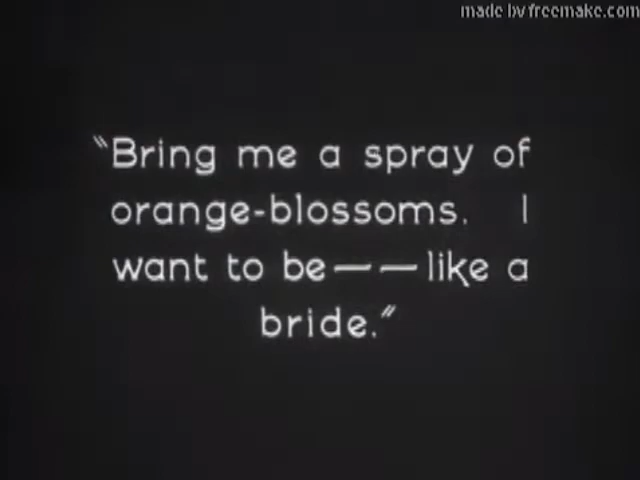 made by freemake.com
"Bring me a spray of
orange-blossoms. I
want to be——like a
bride."